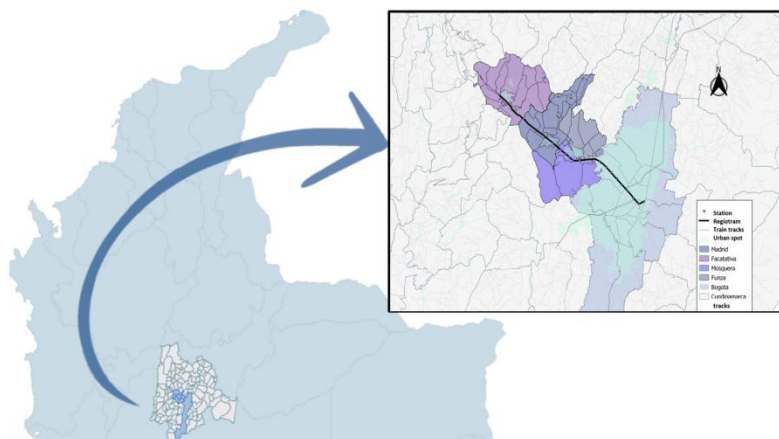 N
Station
Regiotram
Train tracks
Urban spot
Madrid
Facatativa
Mosquera
Funza
Bogota
Cundinamarca
tracks